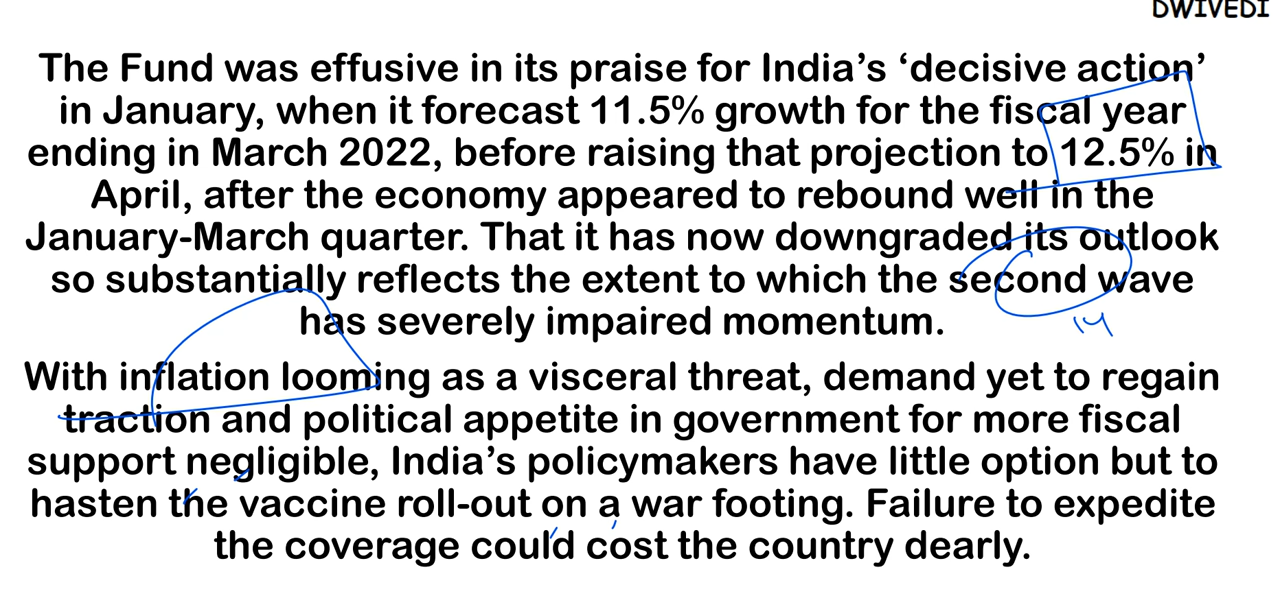 DWIVEDI
The Fund was effusive in its praise for India’s ‘decisive action’
in January, when it forecast 11.5% growth for the fiscal year
ending in March 2022, before raising that projection to 12.5% in
April, after the economy appeared to rebound well in the
January-March quarter. That it has now downgraded its outlook
so substantially reflects the extent to which the second wave
has severely impaired momentum.
With inflation looming as a visceral threat, demand yet to regain
traction and political appetite in government for more fiscal
support negligible, India’s policymakers have little option but to
hasten the vaccine roll-out on a war footing. Failure to expedite
the coverage could cost the country dearly.